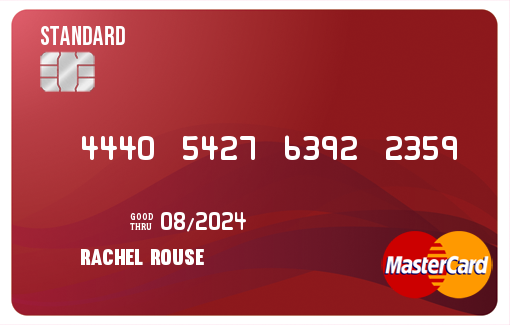 STANDARD
4440 5427 6392 2359
GOOD
THRU 08/2024
RACHEL ROUSE
MasterCard